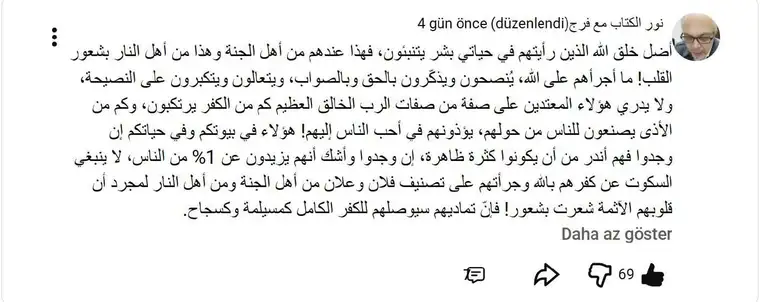 نور الكتاب مع فرج 4 gün önce (düzenlendi)
أضل خلق الله الذين رأيتهم في حياتي بشر يتنبئون، فهذا عندهم من أهل الجنة وهذا من أهل النار بشعور
القلب! ما أجرأهم على الله، يُنصحون ويذكّرون بالحق وبالصواب، ويتعالون ويتكبرون على النصيحة،
ولا يدري هؤلاء المعتدين على صفة من صفات الرب الخالق العظيم كم من الكفر يرتكبون، وكم من
الأذى يصنعون للناس من حولهم، يؤذونهم في أحب الناس إليهم! هؤلاء في بيوتكم وفي حياتكم إن
وجدوا فهم أندر من أن يكونوا كثرة ظاهرة، إن وجدوا وأشك أنهم يزيدون عن 1% من الناس، لا ينبغي
السكوت عن كفرهم بالله وجرأتهم على تصنيف فلان وعلان من أهل الجنة ومن أهل النار لمجرد أن
قلوبهم الآثمة شعرت بشعور! فإنّ تماديهم سيوصلهم للكفر الكامل كمسيلمة وكسجاح.
Daha az göster
69